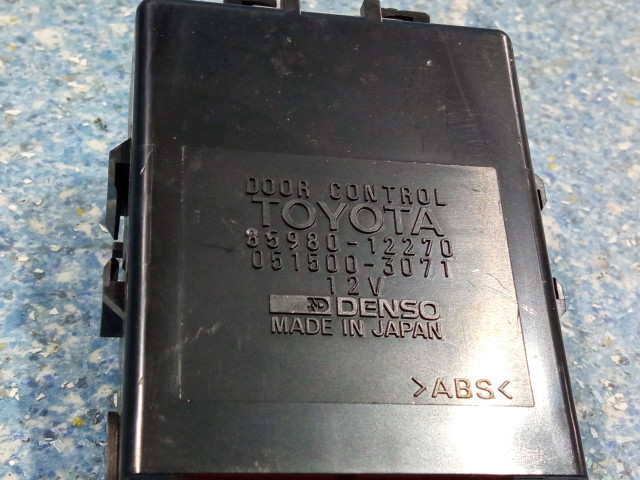 DOOR CONTROL
TOYOTA
85980-12270
051500-3071
12V
DENSO
MADE IN JAPAN
>ABS<